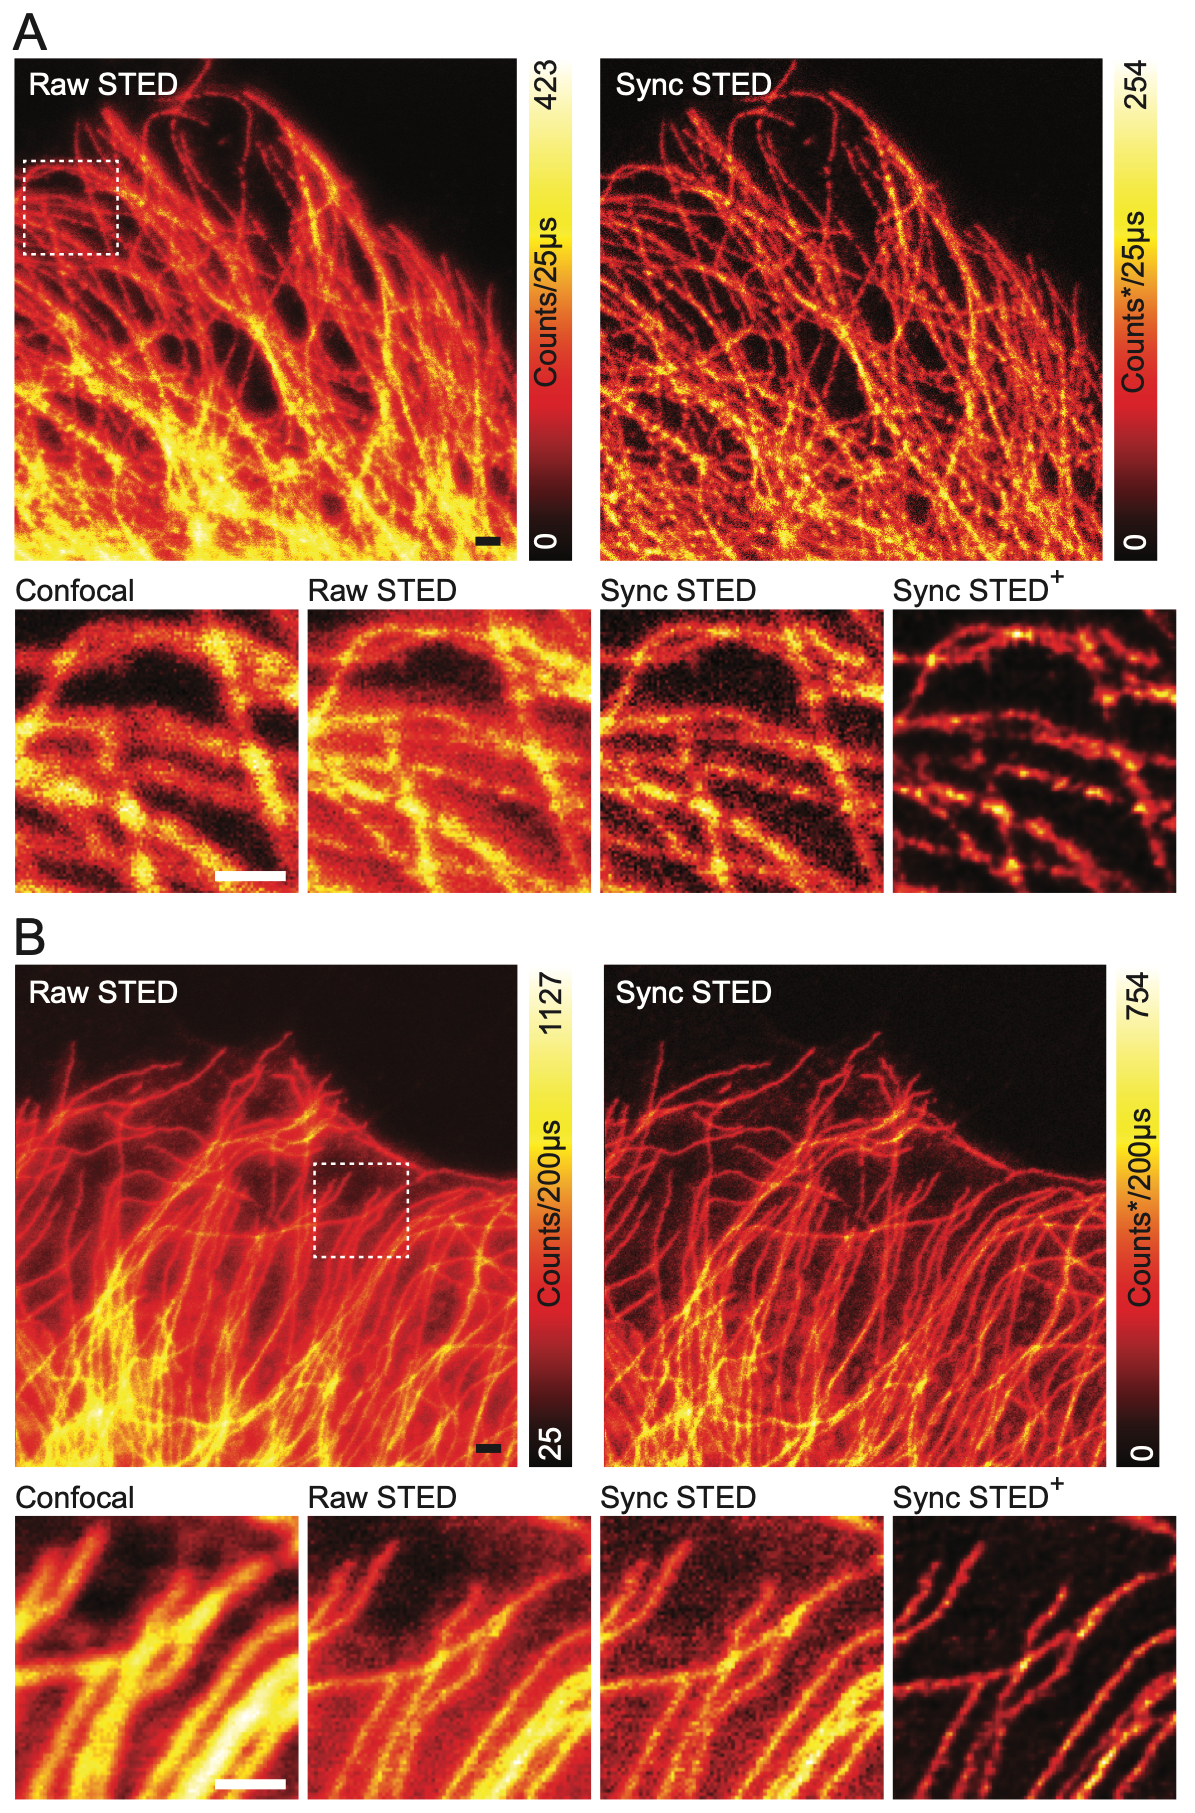 A
Raw STED
423
Counts/25µs
0
Sync STED
254
Counts*/25µs
0
Confocal
Raw STED
Sync STED
Sync STED+
B
Raw STED
1127
Counts/200µs
25
Sync STED
754
Counts*/200µs
0
Confocal
Raw STED
Sync STED
Sync STED+